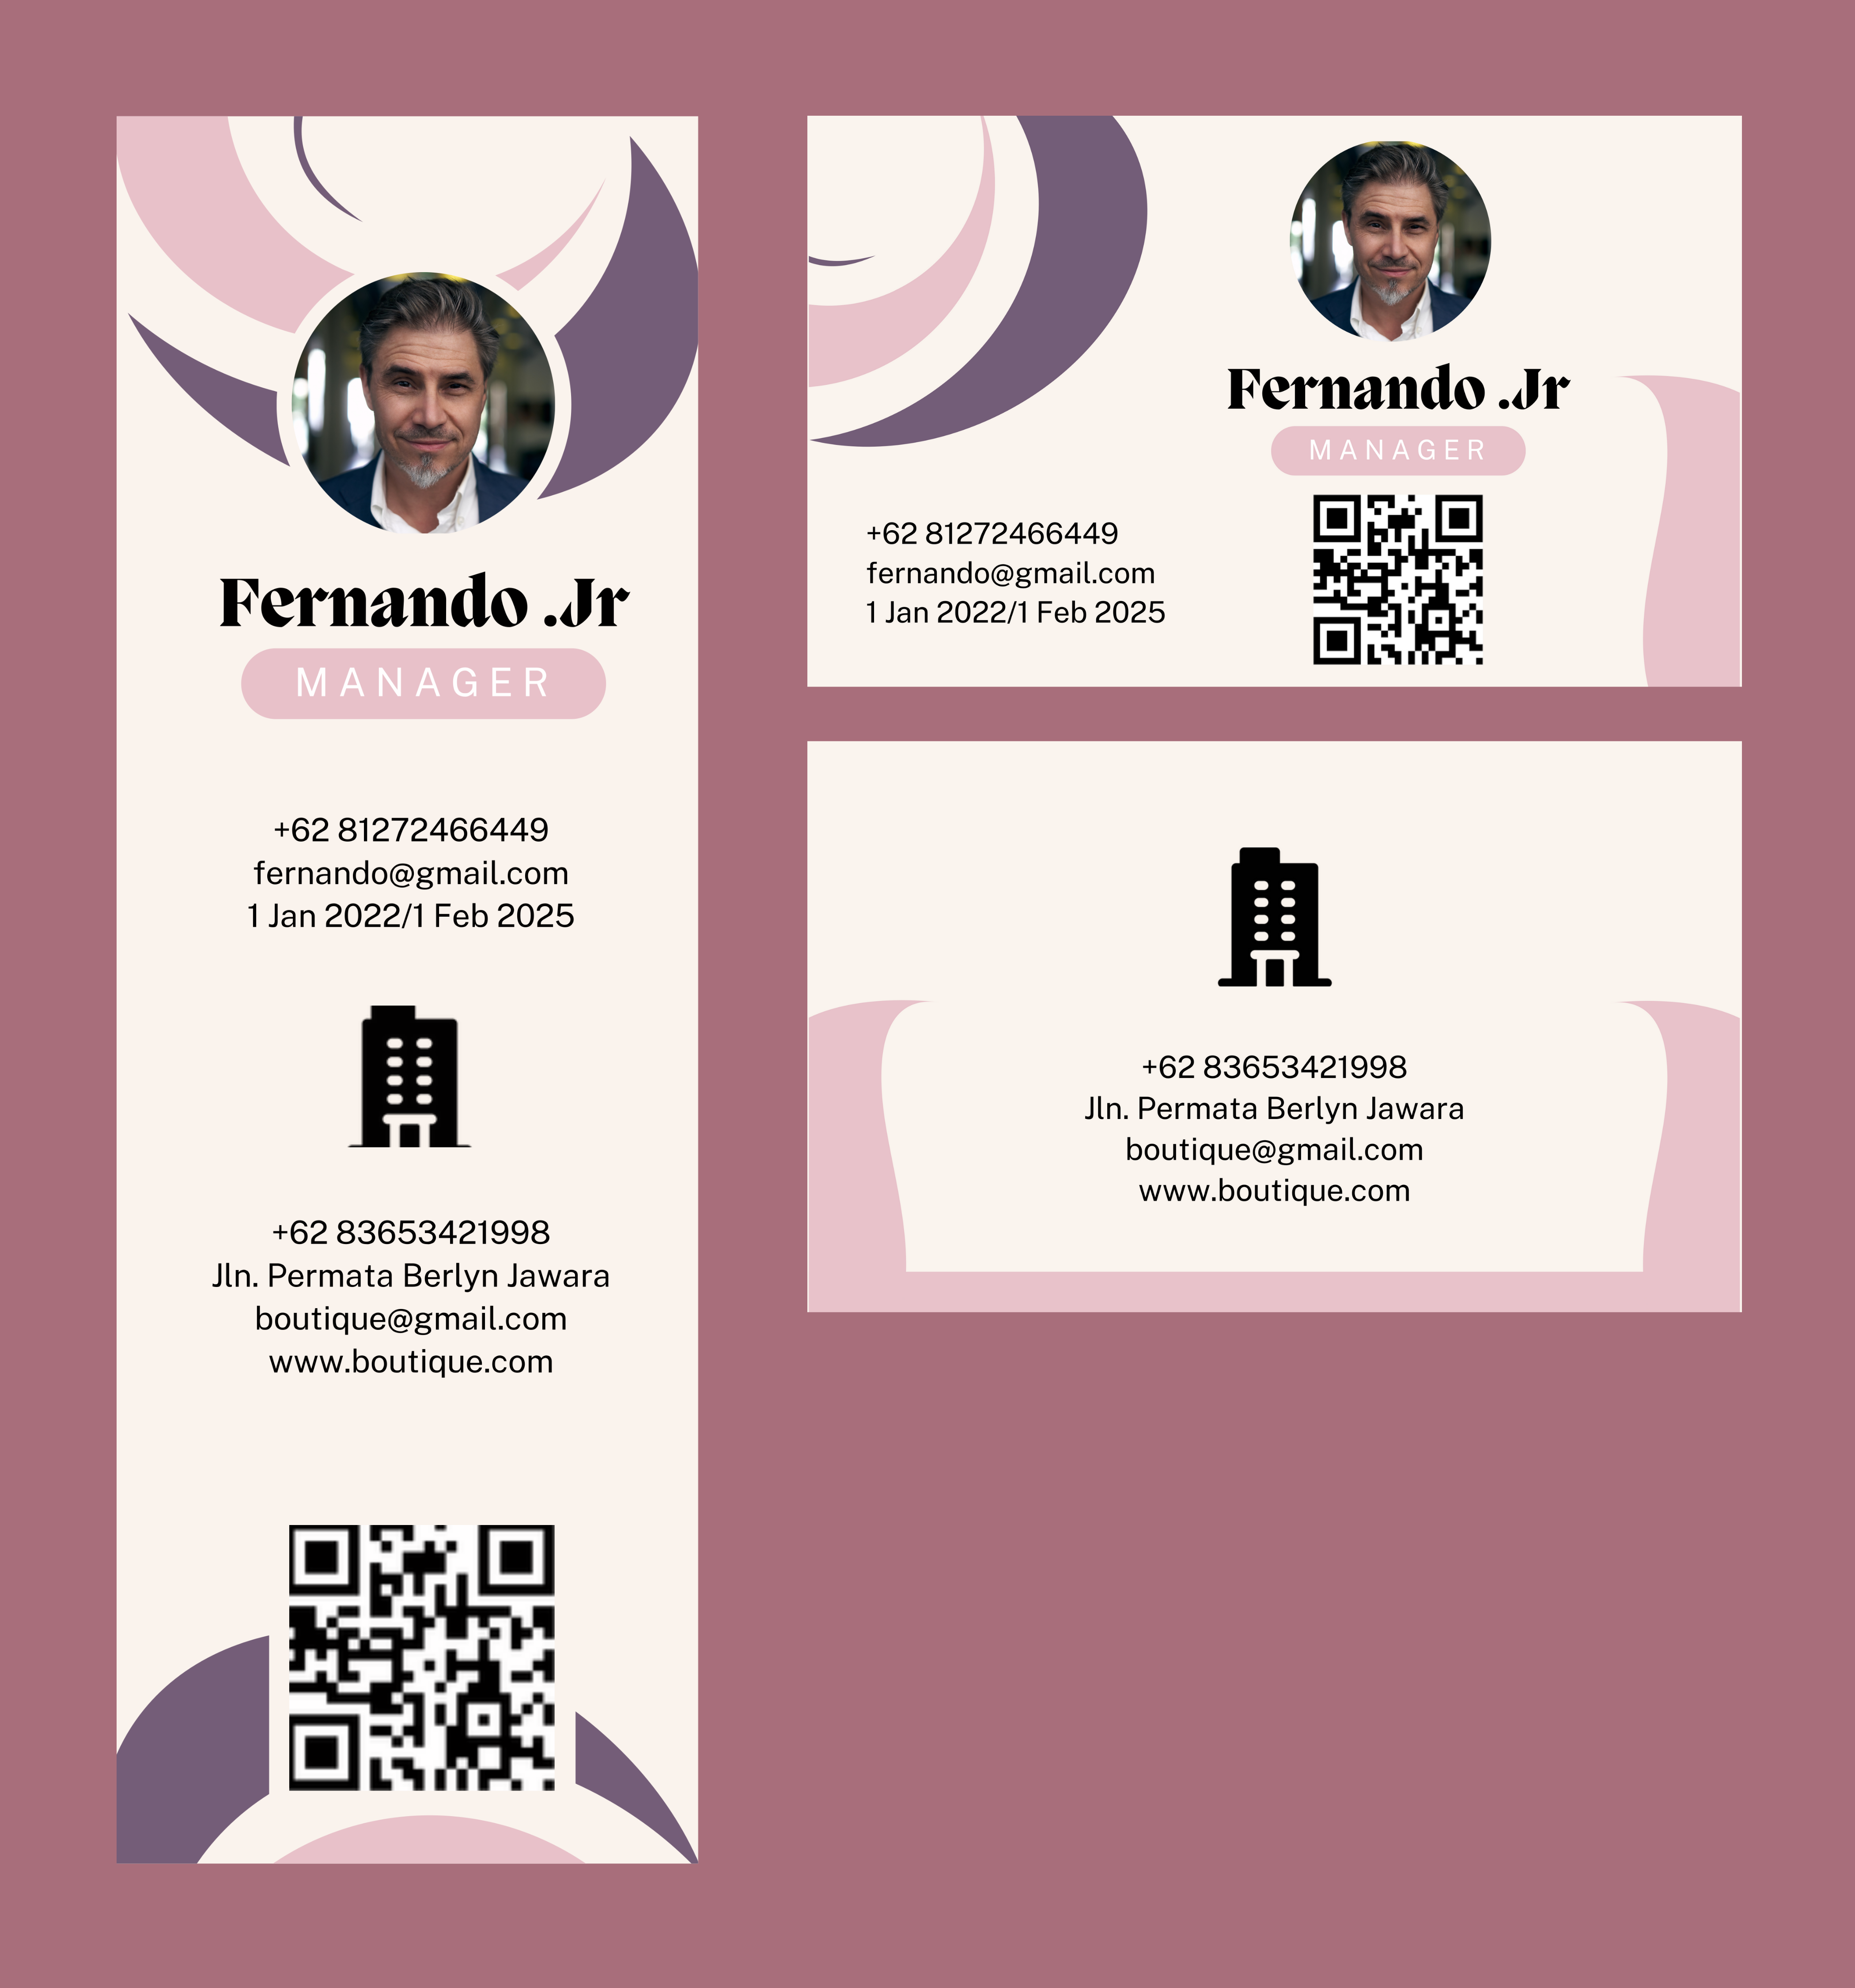 Fernando .Jr
MANAGER
+62 81272466449
fernando@gmail.com
1 Jan 2022/1 Feb 2025
+62 83653421998
Jln. Permata Berlyn Jawara
boutique@gmail.com
www.boutique.com
Fernando .Jr
MANAGER
+62 81272466449
fernando@gmail.com
1 Jan 2022/1 Feb 2025
+62 83653421998
Jln. Permata Berlyn Jawara
boutique@gmail.com
www.boutique.com